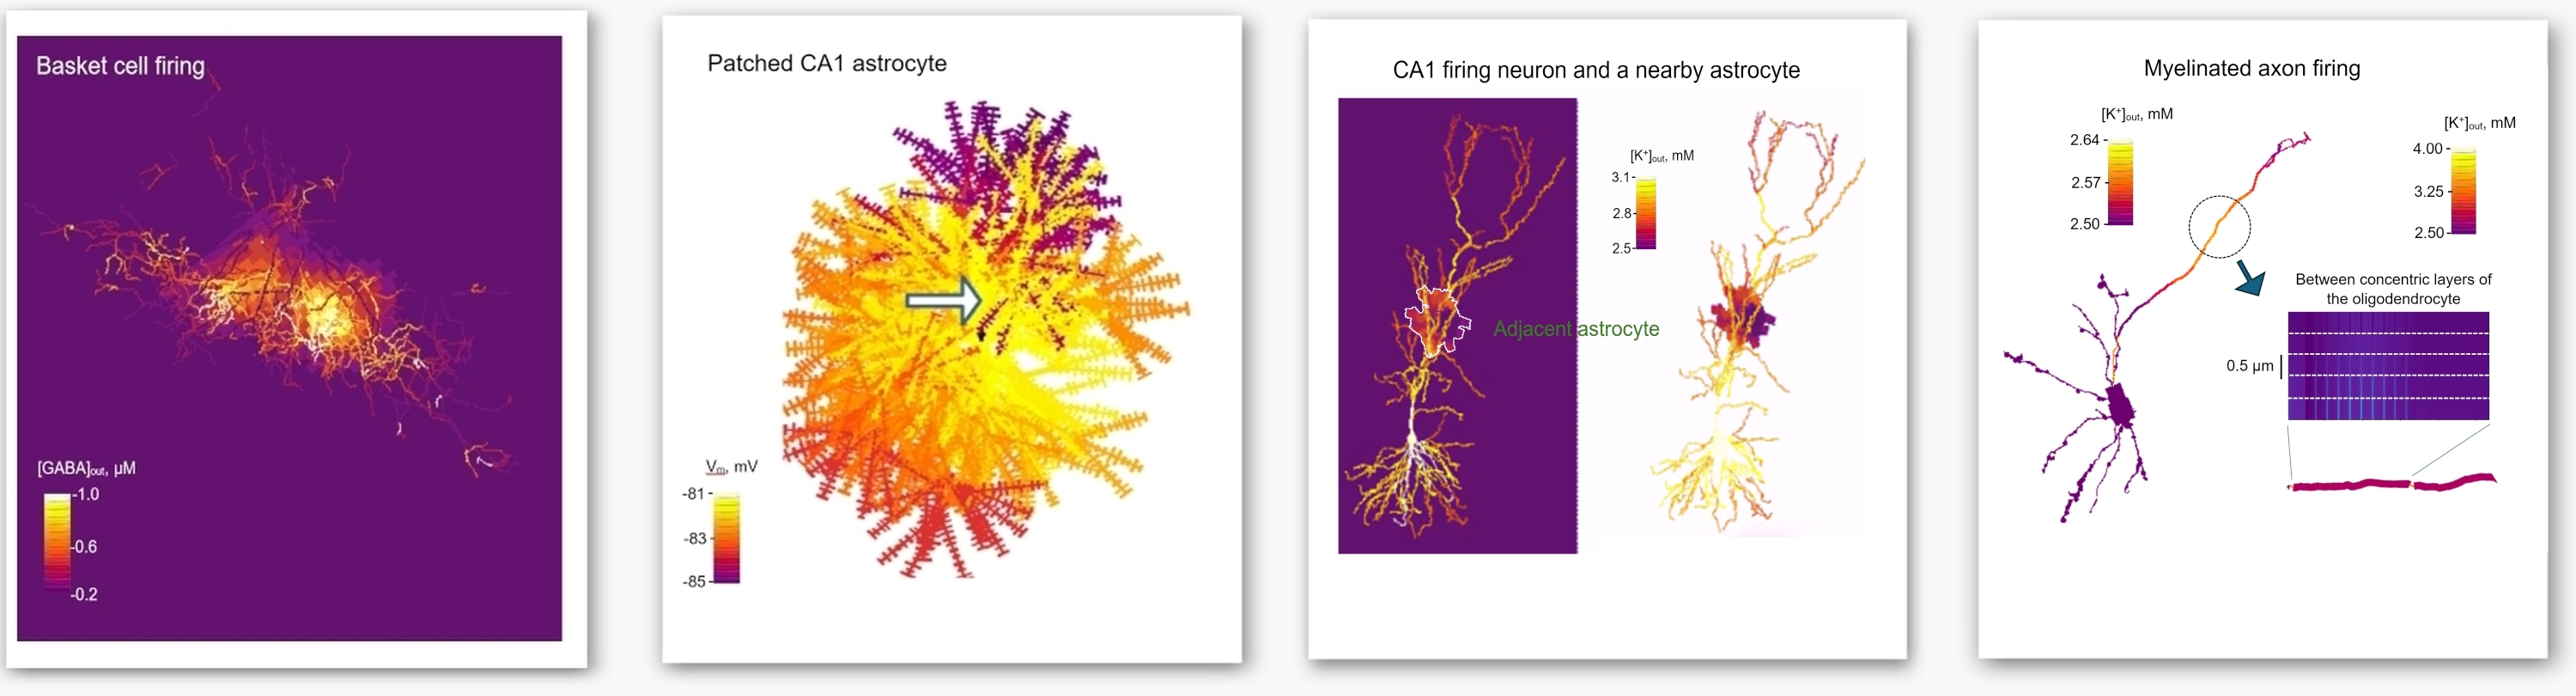 Basket cell firing
[GABA]out, µM
-1.0
-0.6
-0.2
Patched CA1 astrocyte
Vm, mV
-81
-83
-85
CA1 firing neuron and a nearby astrocyte
[K+]out, mM
3.1
2.8
2.5
Adjacent astrocyte
Myelinated axon firing
[K+]out, mM
2.64
2.57
2.50
[K+]out, mM
4.00
3.25
2.50
Between concentric layers of
the oligodendrocyte
0.5 µm